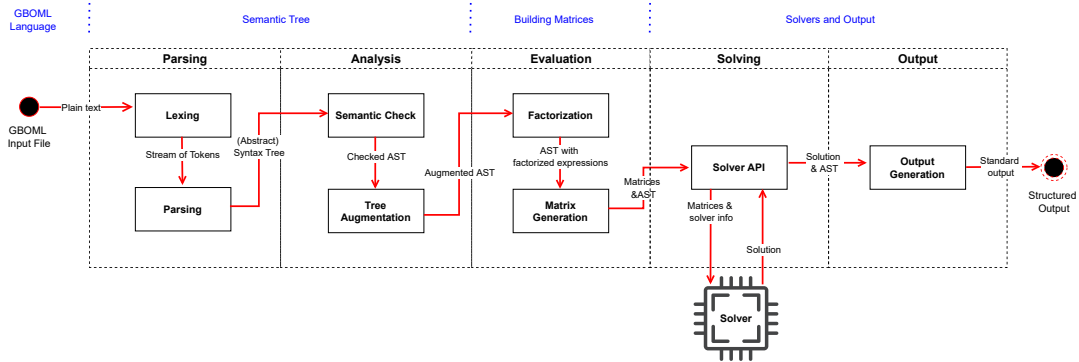 GBOML
Language
Semantic Tree
Building Matrices
Solvers and Output
Parsing
Analysis
Evaluation
Solving
Output
GBOML
Input File
Plain text
Lexing
Stream of Tokens
Parsing
(Abstract)
Syntax Tree
Semantic Check
Checked AST
Tree
Augmentation
Augmented AST
Factorization
AST with
factorized expressions
Matrix
Generation
Matrices
&AST
Solver API
Matrices &
solver info
Solution
Solver
Solution
& AST
Output
Generation
Standard
output
Structured
Output